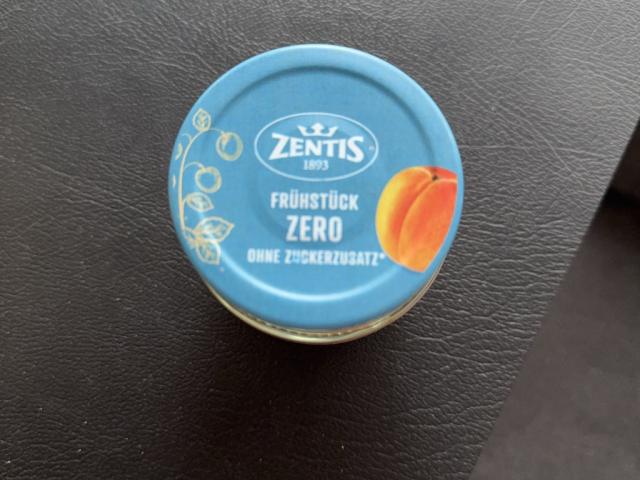 ZENTIS
1893
FRÜHSTÜCK
ZERO
OHNE ZUCKERZUSATZ*